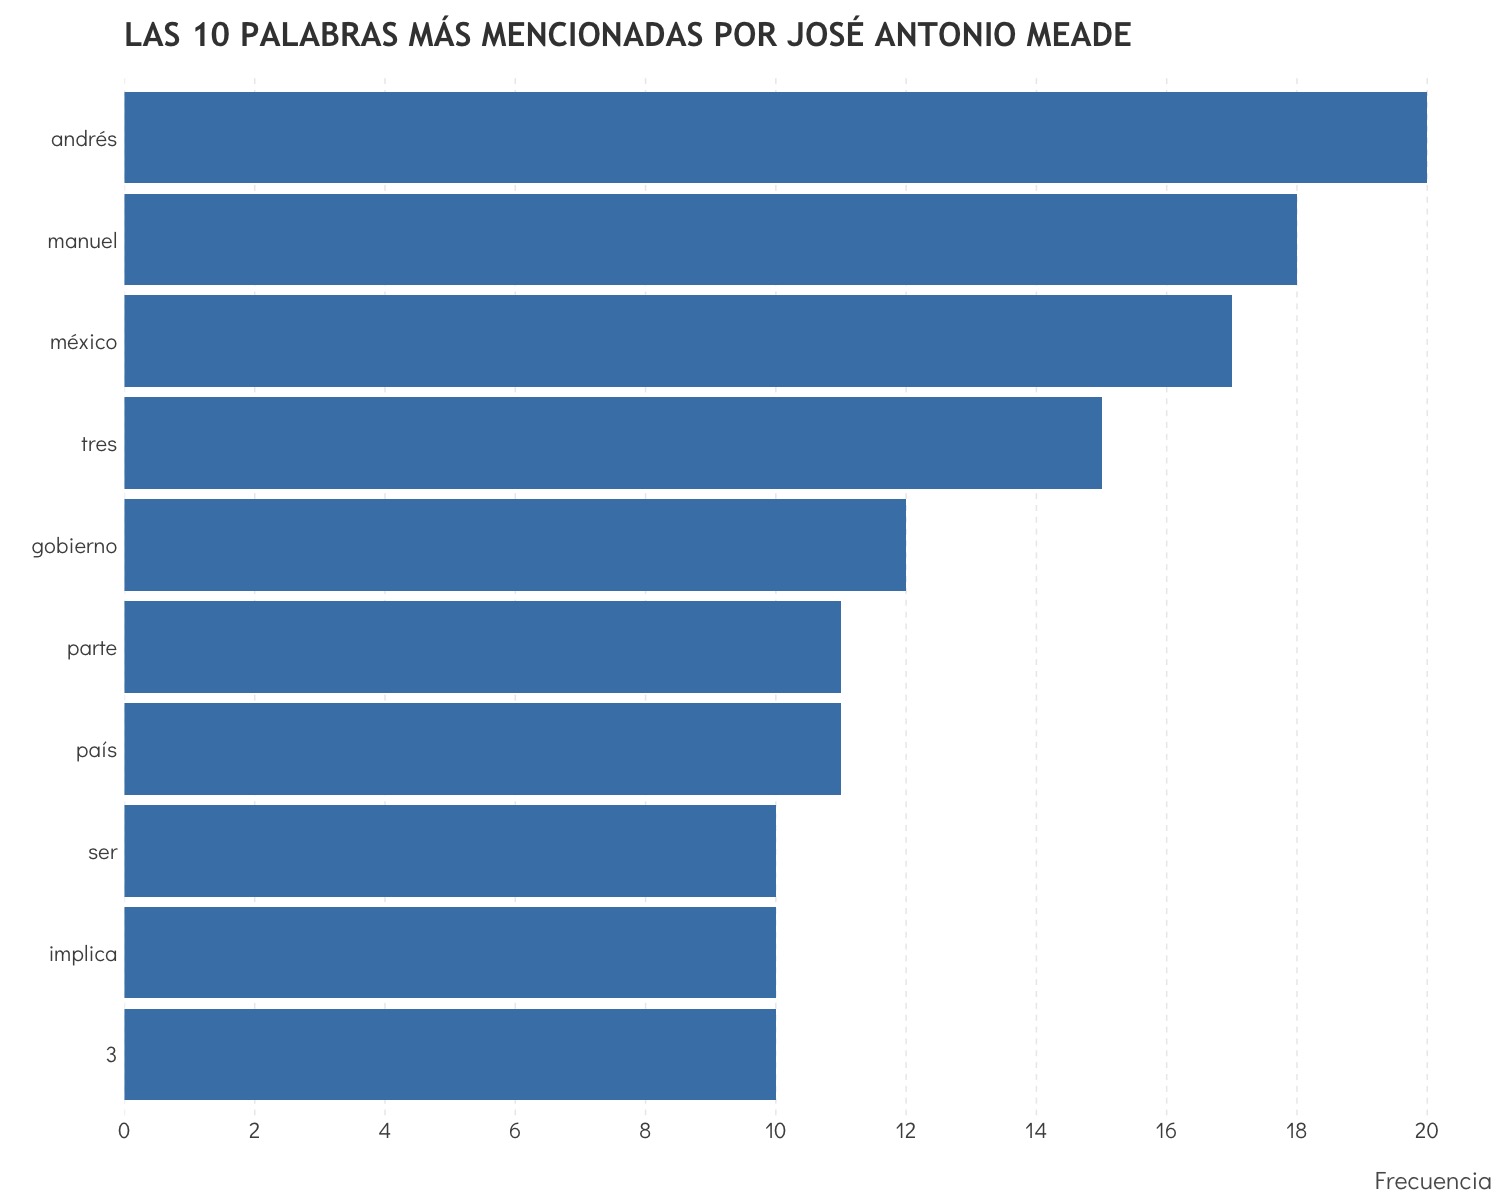 LAS 10 PALABRAS MÁS MENCIONADAS POR JOSÉ ANTONIO MEADE
andrés
manuel
méxico
tres
gobierno
parte
país
ser
implica
3
0 2 4 6 8 10 12 14 16 18 20
Frecuencia